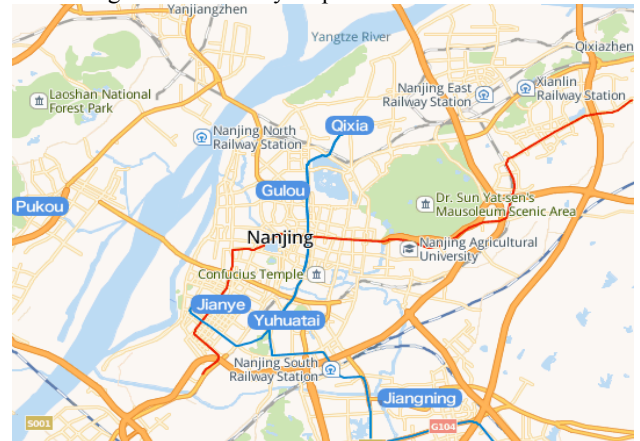 Yanjiangzhen
Yangtze River
Qixiazhen
Laoshan National
Forest Park
Nanjing East
Railway Station
Xianlin
Railway Station
Nanjing North
Railway Station
Qixia
Gulou
Pukou
Dr. Sun Yat-sen's
Mausoleum Scenic Area
Nanjing
Nanjing Agricultural
University
Confucius Temple
Jianye
Yuhuatai
Nanjing South
Railway Station
Jiangning
S001
G104